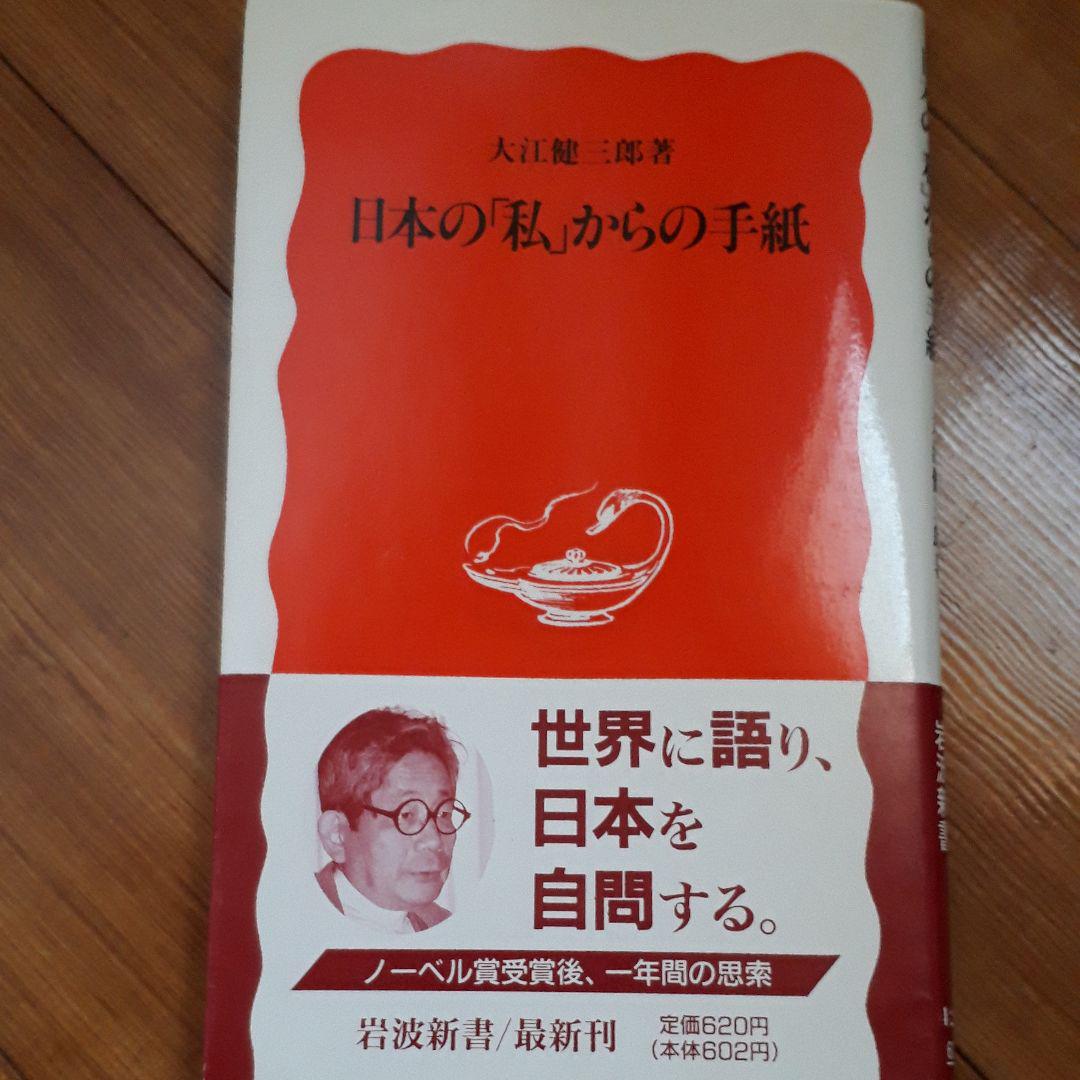 大江健三郎著
日本の「私」からの手紙
世界に語り、
日本を
自問する。
ノーベル賞受賞後、一年間の思索
岩波新書/最新刊
定価620円
(本体602円)